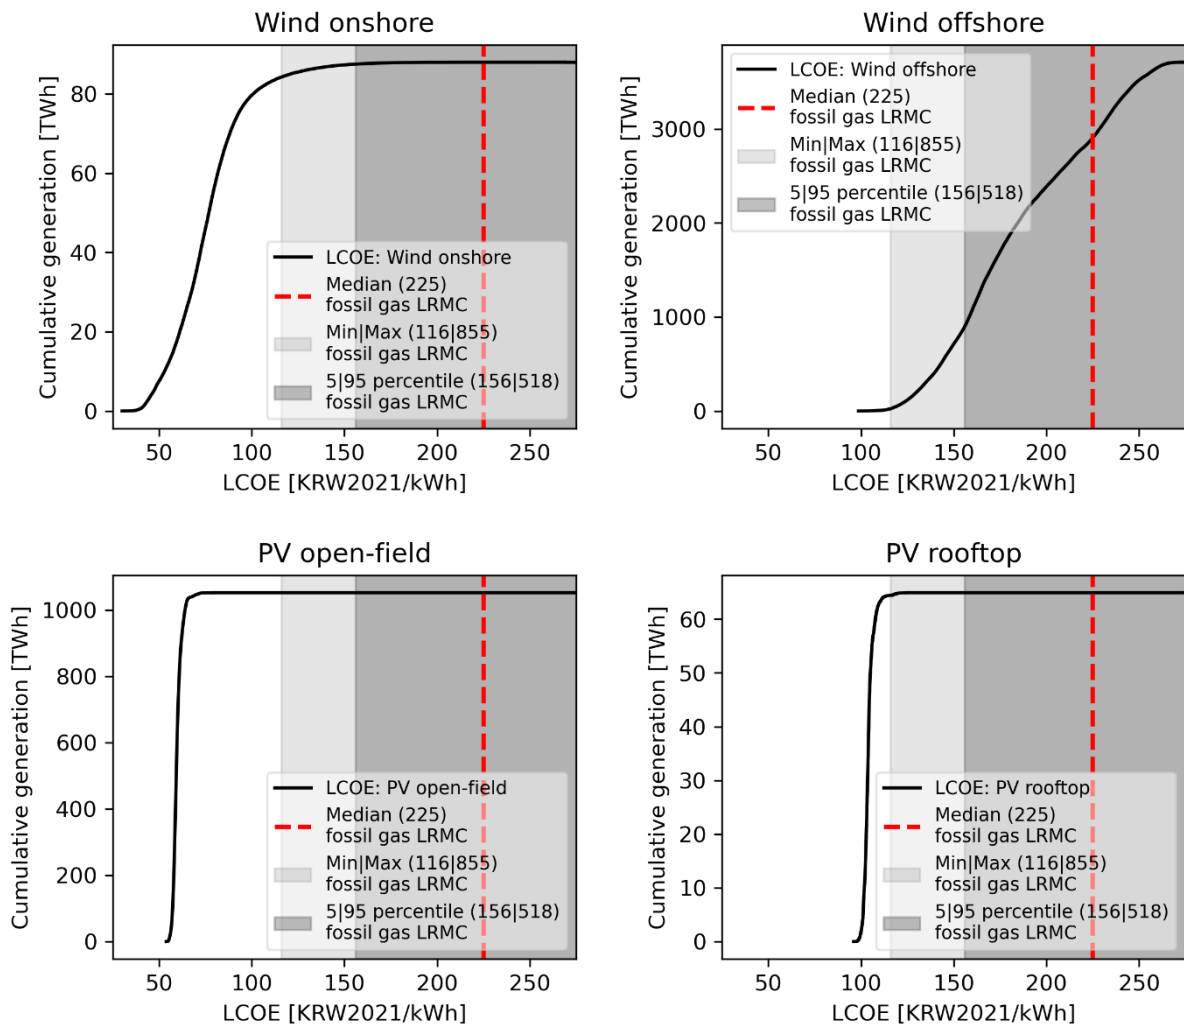 Wind onshore
Cumulative generation [TWh]
80
60
40
20
0
LCOE: Wind onshore
Median (225)
fossil gas LRMC
Min|Max (116|855)
fossil gas LRMC
5|95 percentile (156|518)
fossil gas LRMC
50 100 150 200 250
LCOE [KRW2021/kWh]
Wind offshore
Cumulative generation [TWh]
3000
2000
1000
0
LCOE: Wind offshore
Median (225)
fossil gas LRMC
Min|Max (116|855)
fossil gas LRMC
5|95 percentile (156|518)
fossil gas LRMC
50 100 150 200 250
LCOE [KRW2021/kWh]
PV open-field
Cumulative generation [TWh]
1000
800
600
400
200
0
LCOE: PV open-field
Median (225)
fossil gas LRMC
Min|Max (116|855)
fossil gas LRMC
5|95 percentile (156|518)
fossil gas LRMC
50 100 150 200 250
LCOE [KRW2021/kWh]
PV rooftop
Cumulative generation [TWh]
60
50
40
30
20
10
0
LCOE: PV rooftop
Median (225)
fossil gas LRMC
Min|Max (116|855)
fossil gas LRMC
5|95 percentile (156|518)
fossil gas LRMC
50 100 150 200 250
LCOE [KRW2021/kWh]